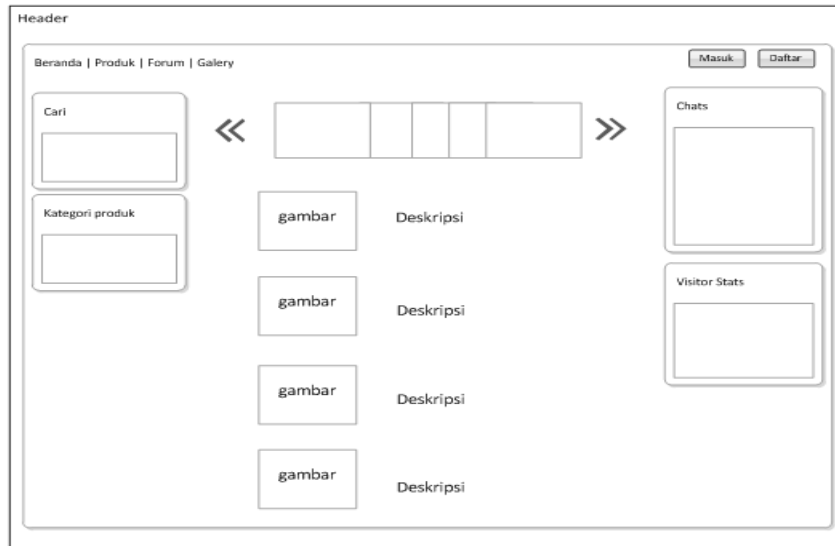 Header
Beranda | Produk | Forum | Galery
Masuk
Daftar
Cari
Kategori produk
gambar
Deskripsi
gambar
Deskripsi
gambar
Deskripsi
gambar
Deskripsi
Chats
Visitor Stats